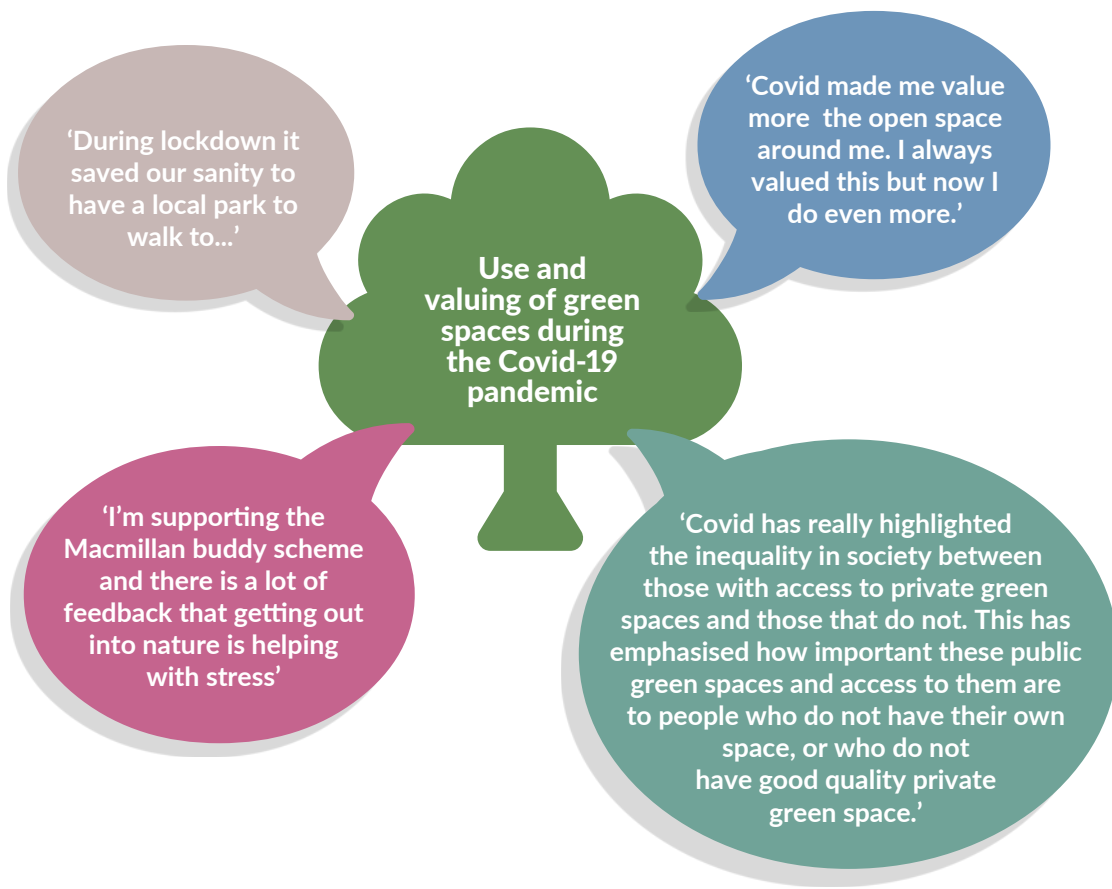 ‘During lockdown it
saved our sanity to
have a local park to
walk to...’
‘Covid made me value
more the open space
around me. I always
valued this but now I
do even more.’
Use and
valuing of green
spaces during
the Covid-19
pandemic
‘I’m supporting the
Macmillan buddy scheme
and there is a lot of
feedback that getting out
into nature is helping
with stress’
‘Covid has really highlighted
the inequality in society between
those with access to private green
spaces and those that do not. This has
emphasised how important these public
green spaces and access to them are
to people who do not have their own
space, or who do not
have good quality private
green space.’